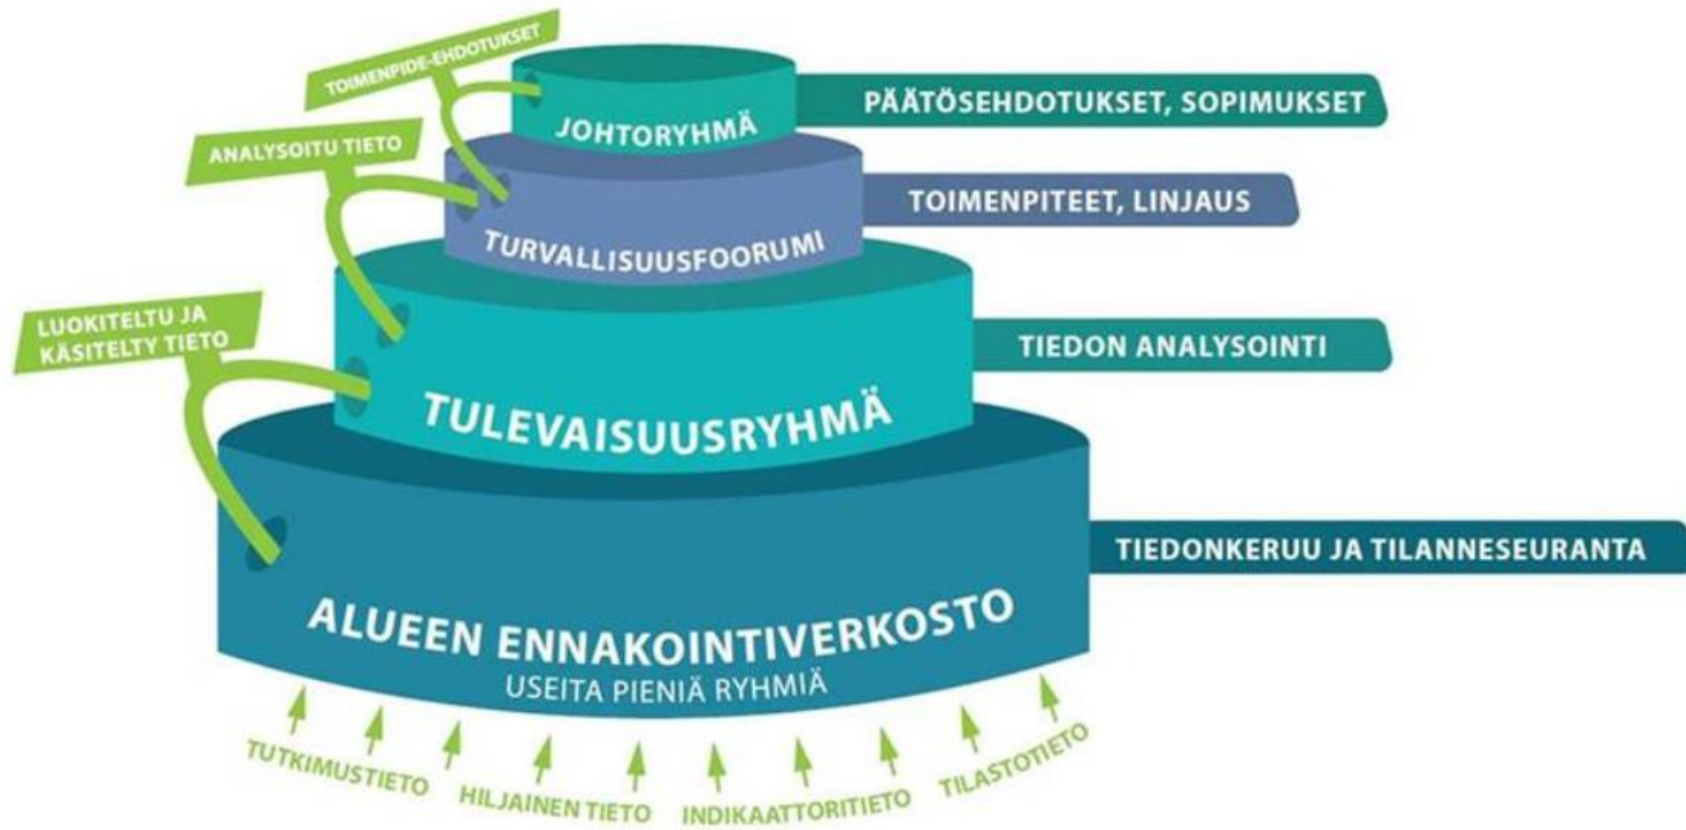 TOIMENPIDE-EHDOTUKSET
JOHTORYHMÄ
PÄÄTÖSEHDOTUKSET, SOPIMUKSET
ANALYSOITU TIETO
TURVALLISUUSFOORUMI
TOIMENPITEET, LINJAUS
LUOKITELTU JA
KÄSITELTY TIETO
TULEVAISUUSRYHMÄ
TIEDON ANALYSOINTI
ALUEEN ENNAKOINTIVERKOSTO
USEITA PIENIÄ RYHMIÄ
TIEDONKERUU JA TILANNESEURANTA
TUTKIMUSTIETO
HILJAINEN TIETO
INDIKAATTORITIETO
TILASTOTIETO